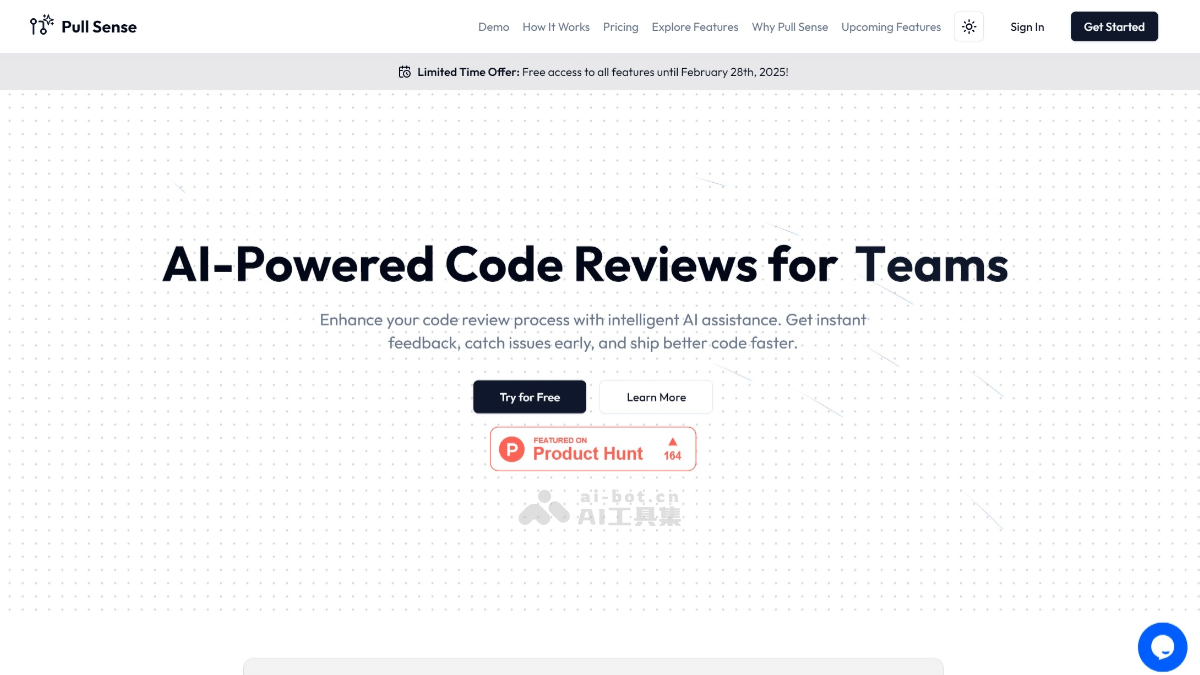 Pull Sense
Demo How It Works Pricing Explore Features Why Pull Sense Upcoming Features Sign In Get Started
Limited Time Offer: Free access to all features until February 28th, 2025!
AI-Powered Code Reviews for Teams
Enhance your code review process with intelligent AI assistance. Get instant
feedback, catch issues early, and ship better code faster.
Try for Free Learn More
P FEATURED ON
Product Hunt 164
ai-bot.cn
AI工具集